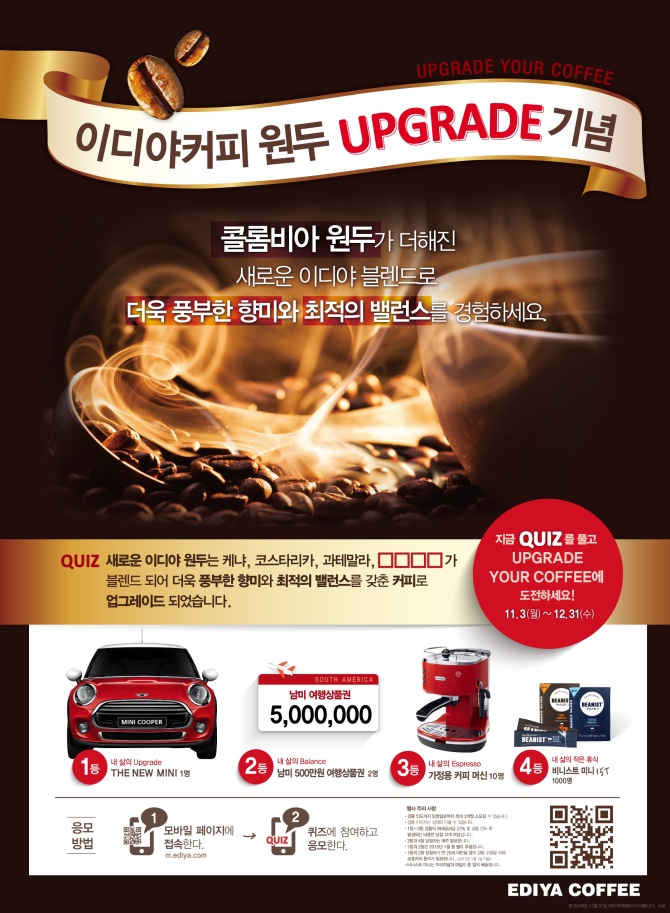 UPGRADE YOUR COFFEE
이디야커피 원두 UPGRADE 기념
콜롬비아 원두가 더해진
새로운 이디야 블렌드로
더욱 풍부한 향미와 최적의 밸런스를 경험하세요.
QUIZ 새로운 이디야 원두는 케냐, 코스타리카, 과테말라, □□□□가
블렌드 되어 더욱 풍부한 향미와 최적의 밸런스를 갖춘 커피로
업그레이드 되었습니다.
지금 QUIZ를 풀고
UPGRADE
YOUR COFFEE에
도전하세요!
11.3(월) ~ 12.31(수)
MINI COOPER
1등
내 삶의 Upgrade
THE NEW MINI 1명
SOUTH AMERICA
남미 여행상품권
5,000,000
2등
내 삶의 Balance
남미 500만원 여행상품권 2명
3등
내 삶의 Espresso
가정용 커피 머신 10명
BEANIST
BEANIST
BEANIST
4등
내 삶의 작은 휴식
비니스트 미니 15T
1000명
응모
방법
1
모바일 페이지에
접속한다.
m.ediya.com
→
2
QUIZ
퀴즈에 참여하고
응모한다.
행사 주의 사항
EDIYA COFFEE